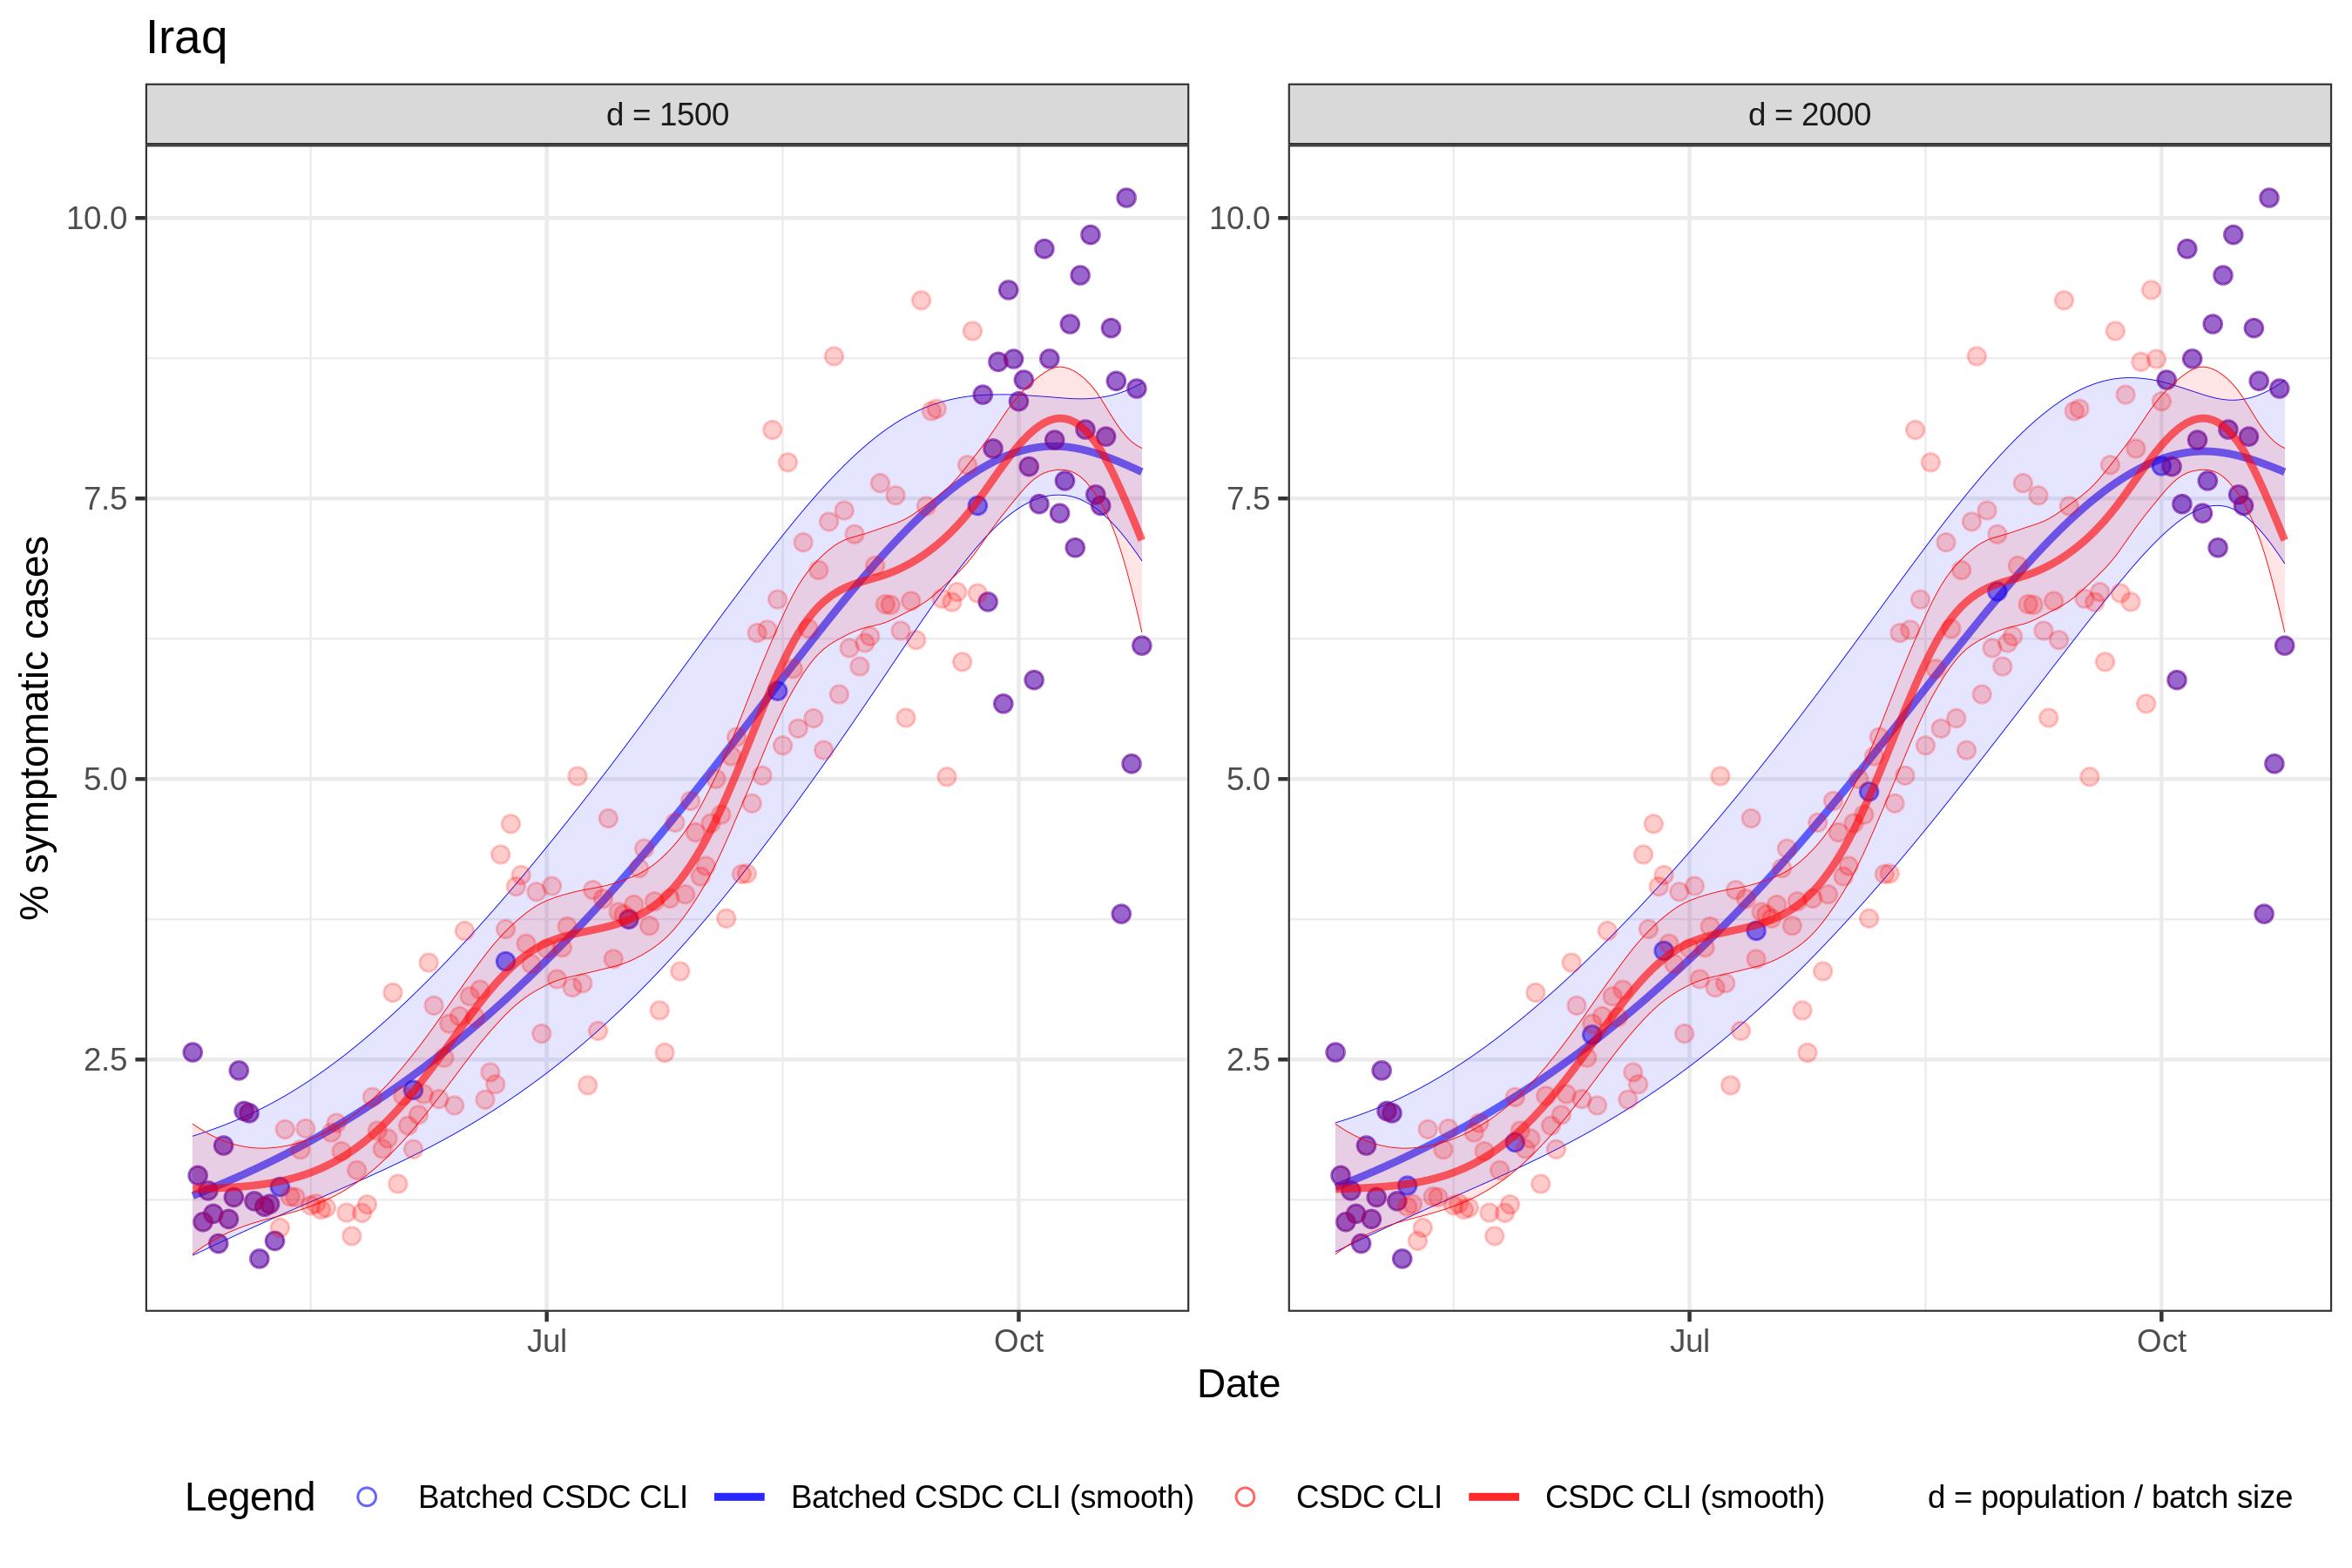 Iraq
d = 1500
d = 2000
% symptomatic cases
10.0
7.5
5.0
2.5
10.0
7.5
5.0
2.5
Jul
Oct
Jul
Oct
Date
Legend
Batched CSDC CLI
Batched CSDC CLI (smooth)
CSDC CLI
CSDC CLI (smooth)
d = population / batch size